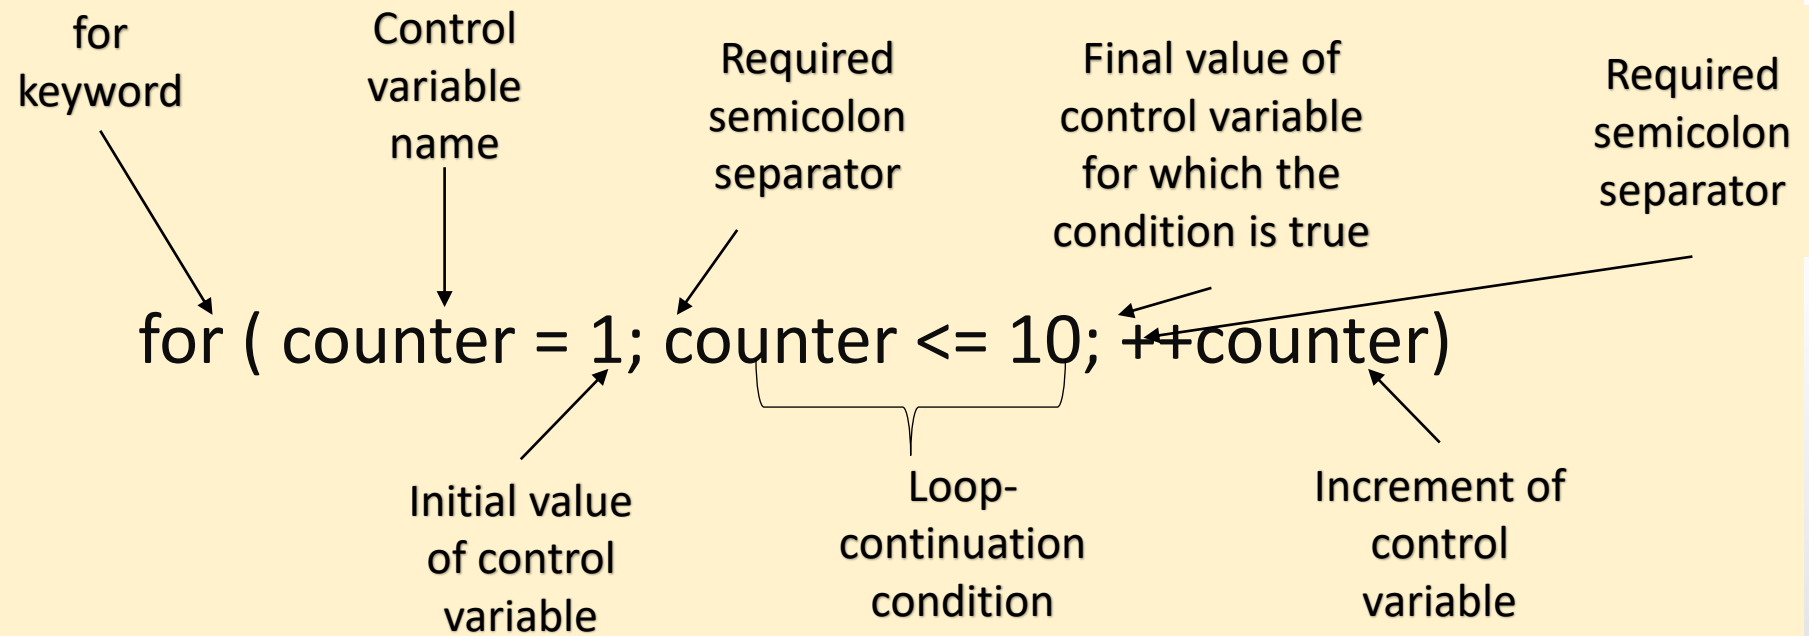 for
keyword
Control
variable
name
Required
semicolon
separator
Final value of
control variable
for which the
condition is true
Required
semicolon
separator
for ( counter = 1; counter <= 10; ++counter)
Initial value
of control
variable
Loop-
continuation
condition
Increment of
control
variable